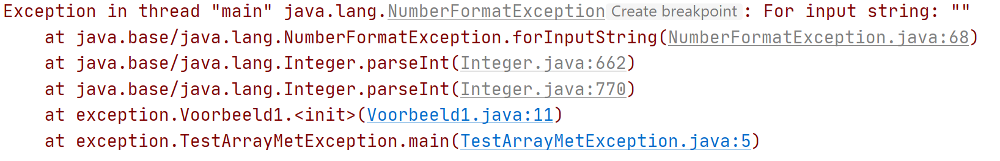 Exception in thread "main" java.lang.NumberFormatException Create breakpoint : For input string: ""
at java.base/java.lang.NumberFormatException.forInputString(NumberFormatException.java:68)
at java.base/java.lang.Integer.parseInt(Integer.java:662)
at java.base/java.lang.Integer.parseInt(Integer.java:770)
at exception.Voorbeeld1.<init>(Voorbeeld1.java:11)
at exception.TestArrayMetException.main(TestArrayMetException.java:5)